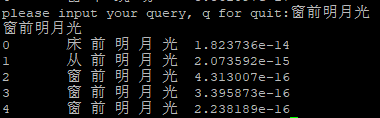 please input your query, q for quit:窗前明月光
窗前明月光
0 床 前 明 月 光 1.823736e-14
1 从 前 明 月 光 2.073592e-15
2 窗 前 明 月 光 4.313007e-16
3 窗 前 明 月 光 3.395873e-16
4 窗 前 明 月 光 2.238189e-16